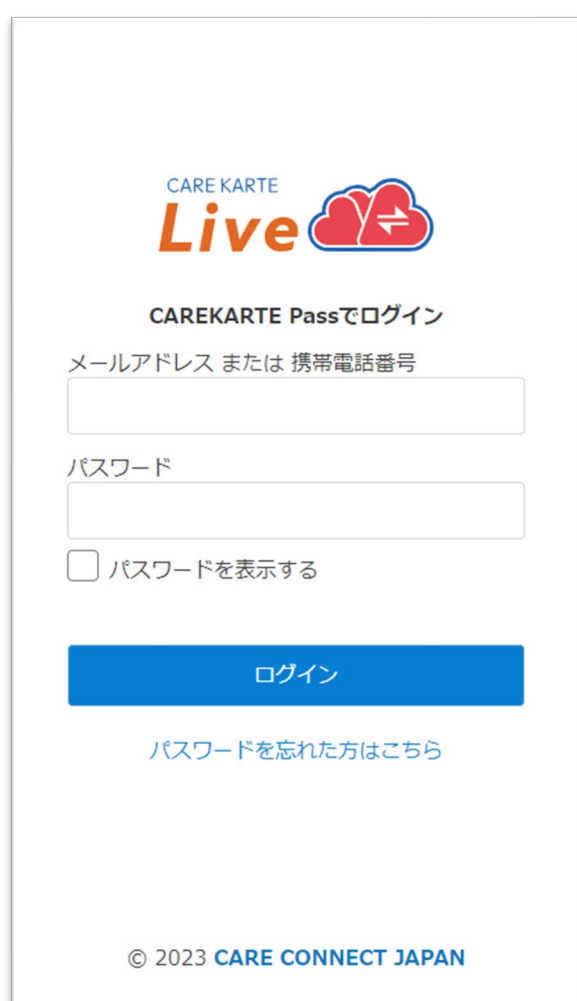 CARE KARTE
Live
CAREKARTE Passでログイン
メールアドレス または 携帯電話番号
パスワード
パスワードを表示する
ログイン
パスワードを忘れた方はこちら
© 2023 CARE CONNECT JAPAN